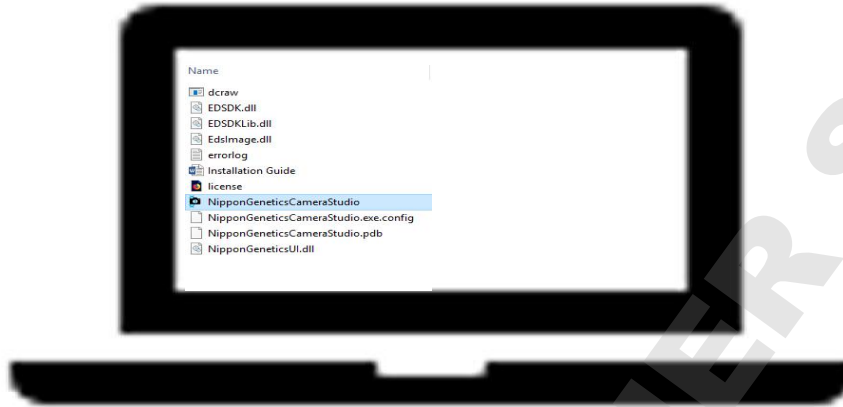 Name
dcraw
EDSDK.dll
EDSDKLib.dll
EdsImage.dll
errorlog
Installation Guide
license
NipponGeneticsCameraStudio
NipponGeneticsCameraStudio.exe.config
NipponGeneticsCameraStudio.pdb
NipponGeneticsUI.dll